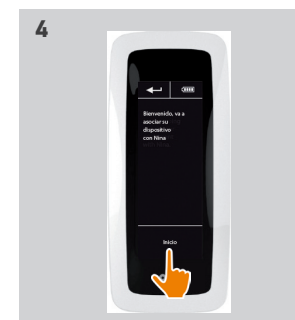 4
Bienvenido, va a
asociar su
dispositivo
con Nina
Inicio